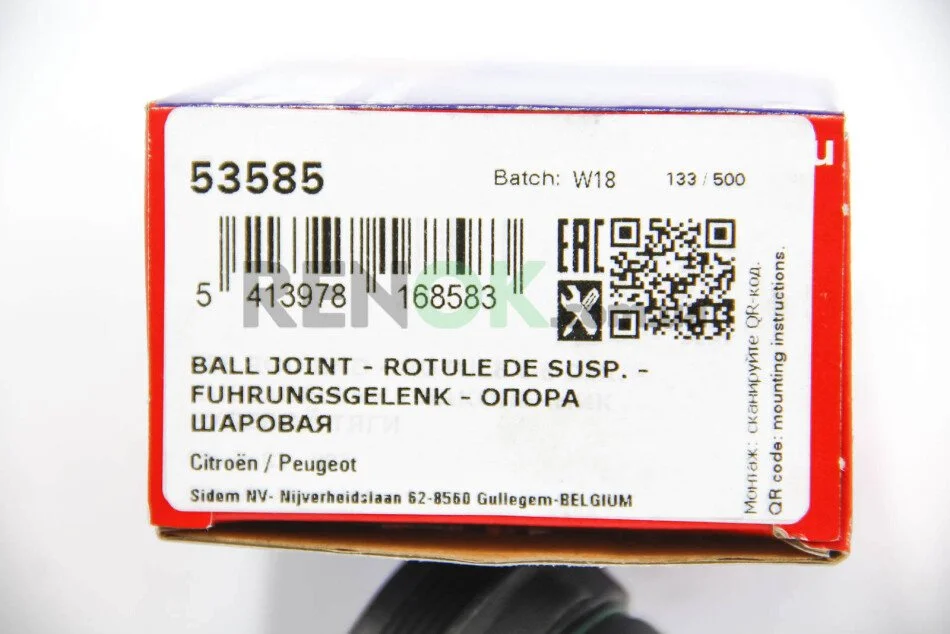 53585
Batch: W18
133 / 500
5 413978 168583
EAC
RENOK.
BALL JOINT - ROTULE DE SUSP. -
FUHRUNGSGELENK - ОПОРА
ШАРОВАЯ
Citroën / Peugeot
Sidem NV- Nijverheidslaan 62-8560 Gullegem-BELGIUM
Монтаж: сканируйте QR-код.
QR code: mounting instructions.
u